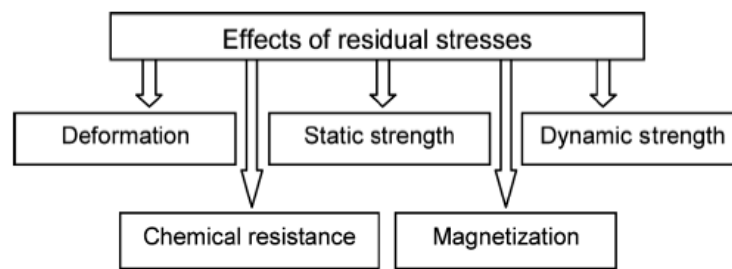 Effects of residual stresses
Deformation
Static strength
Dynamic strength
Chemical resistance
Magnetization